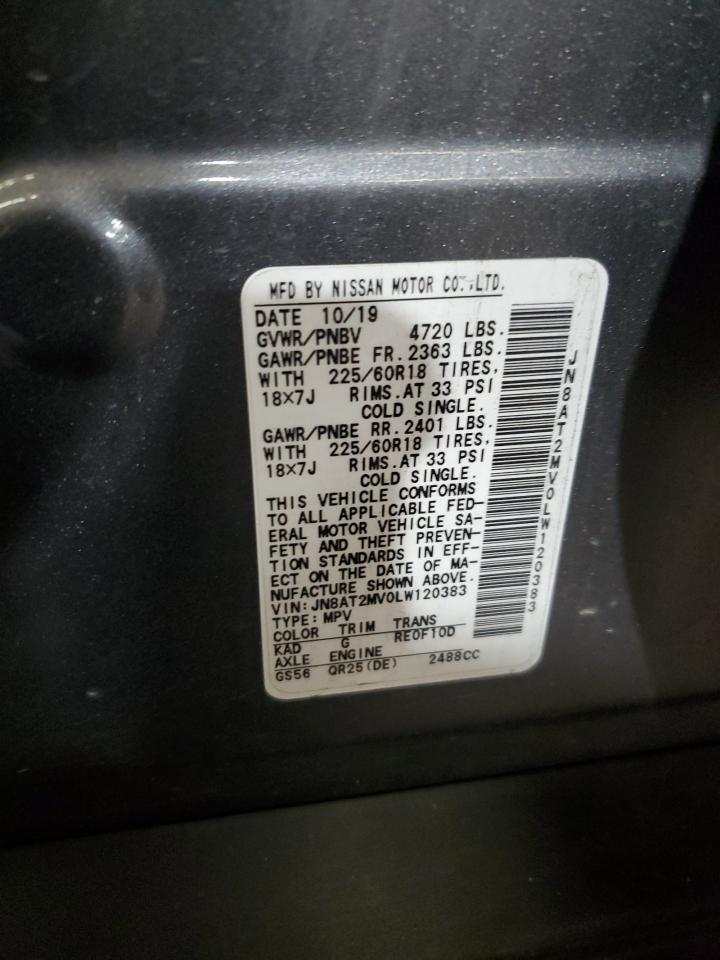 MFD BY NISSAN MOTOR CO.,LTD.
DATE 10/19
GVWR/PNBV 4720 LBS.
GAWR/PNBE FR. 2363 LBS.
WITH 225/60R18 TIRES,
18×7J RIMS.AT 33 PSI
COLD SINGLE.
GAWR/PNBE RR. 2401 LBS.
WITH 225/60R18 TIRES,
18×7J RIMS.AT 33 PSI
COLD SINGLE.
THIS VEHICLE CONFORMS
TO ALL APPLICABLE FED-
ERAL MOTOR VEHICLE SA-
FETY AND THEFT PREVEN-
TION STANDARDS IN EFF-
ECT ON THE DATE OF MA-
NUFACTURE SHOWN ABOVE.
VIN: JN8AT2MV0LW120383
TYPE: MPV
COLOR TRIM TRANS
KAD G RE0F10D
AXLE ENGINE
GS56 QR25(DE) 2488CC
JN8AT2MV0LW120383